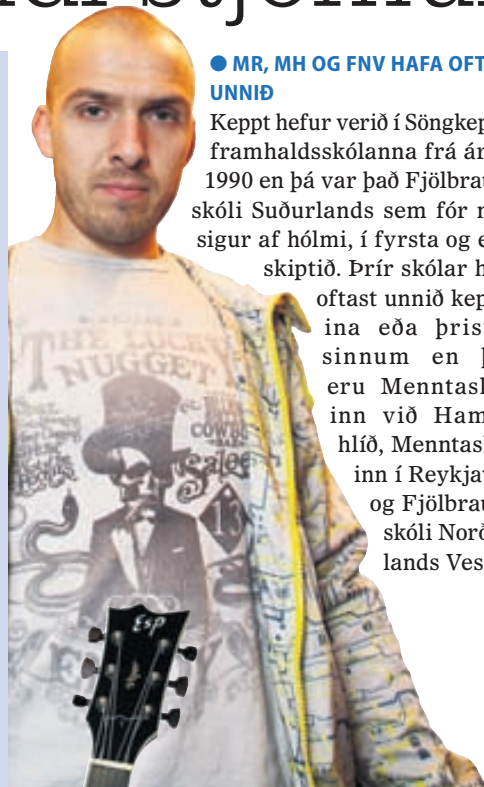 ● MR, MH OG FNV HAFA OFT
UNNIÐ
Keppt hefur verið í Söngkep
framhaldsskólanna frá ár
1990 en þá var það Fjölbrau
skóli Suðurlands sem fór
sigur af hólmi, í fyrsta og e
skiptið. Þrír skólar h
oftast unnið kep
ina eða þris
sinnum en þ
eru Menntask
inn við Ham
hlíð, Menntask
inn í Reykjav
og Fjölbrau
skóli Norð
lands Ves
THE LUCKY
NUGGET
13
Esp